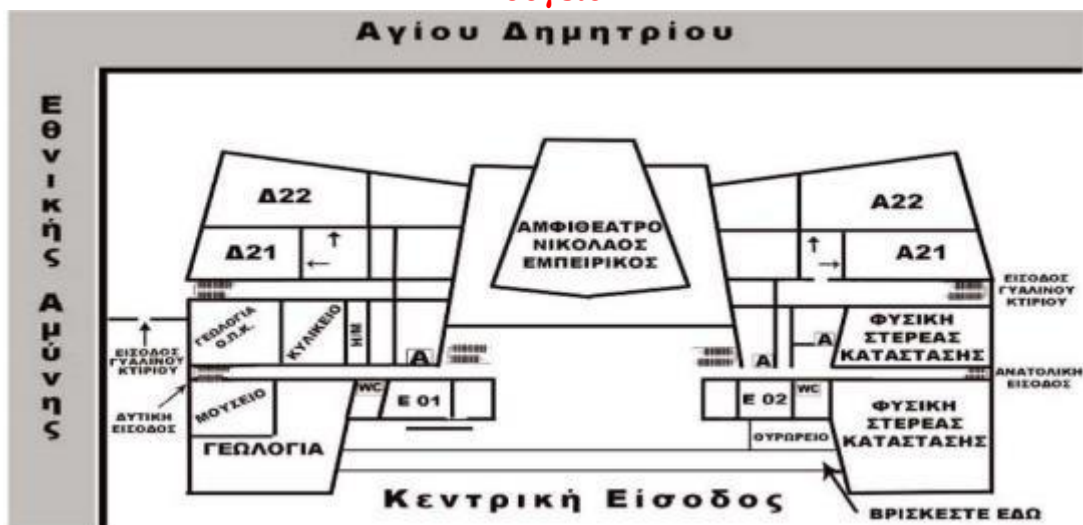 Αγίου Δημητρίου
Εθνικής Αμύνης
Δ22
Α22
ΑΜΦΙΘΕΑΤΡΟ
ΝΙΚΟΛΑΟΣ
ΕΜΠΕΙΡΙΚΟΣ
Δ21
↑
←
↑
→
Α21
ΕΙΣΟΔΟΣ
ΓΥΑΛΙΝΟΥ
ΚΤΙΡΙΟΥ
ΓΕΩΛΟΓΙΑ
Ο.Π.Κ.
ΚΥΛΙΚΕΙΟ
Η/Μ
Α
Α
Α
ΦΥΣΙΚΗ
ΣΤΕΡΕΑΣ
ΚΑΤΑΣΤΑΣΗΣ
ΕΙΣΟΔΟΣ
ΓΥΑΛΙΝΟΥ
ΚΤΙΡΙΟΥ
ΑΝΑΤΟΛΙΚΗ
ΕΙΣΟΔΟΣ
ΔΥΤΙΚΗ
ΕΙΣΟΔΟΣ
ΜΟΥΣΕΙΟ
WC
Ε 01
Ε 02
WC
ΓΕΩΛΟΓΙΑ
ΦΥΣΙΚΗ
ΣΤΕΡΕΑΣ
ΚΑΤΑΣΤΑΣΗΣ
ΘΥΡΩΡΕΙΟ
Κεντρική Είσοδος
ΒΡΙΣΚΕΣΤΕ ΕΔΩ